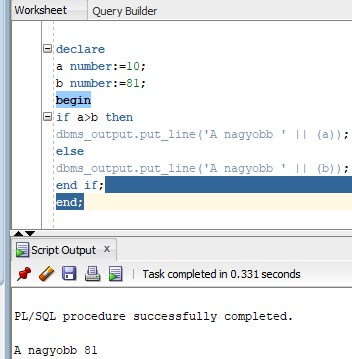 Worksheet Query Builder
declare
a number:=10;
b number:=81;
begin
if a>b then
dbms_output.put_line('A nagyobb ' || (a));
else
dbms_output.put_line('A nagyobb ' || (b));
end if;
end;
Script Output x
Task completed in 0.331 seconds
PL/SQL procedure successfully completed.
A nagyobb 81